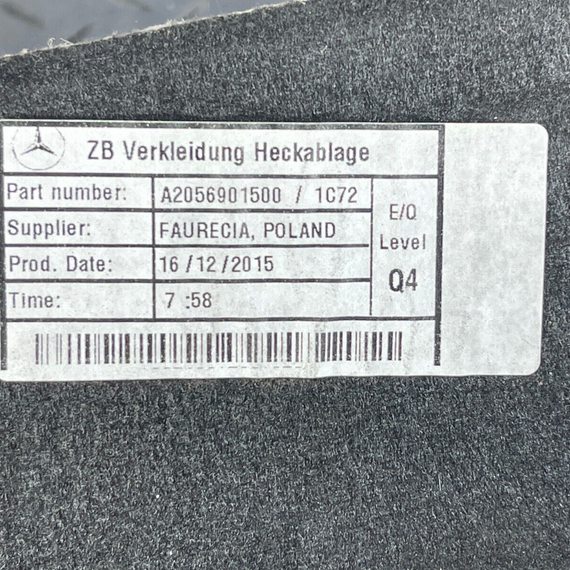 ZB Verkleidung Heckablage
Part number: A2056901500 / 1C72
Supplier: FAURECIA, POLAND
Prod. Date: 16/12/2015
Time: 7 :58
E/Q
Level
Q4